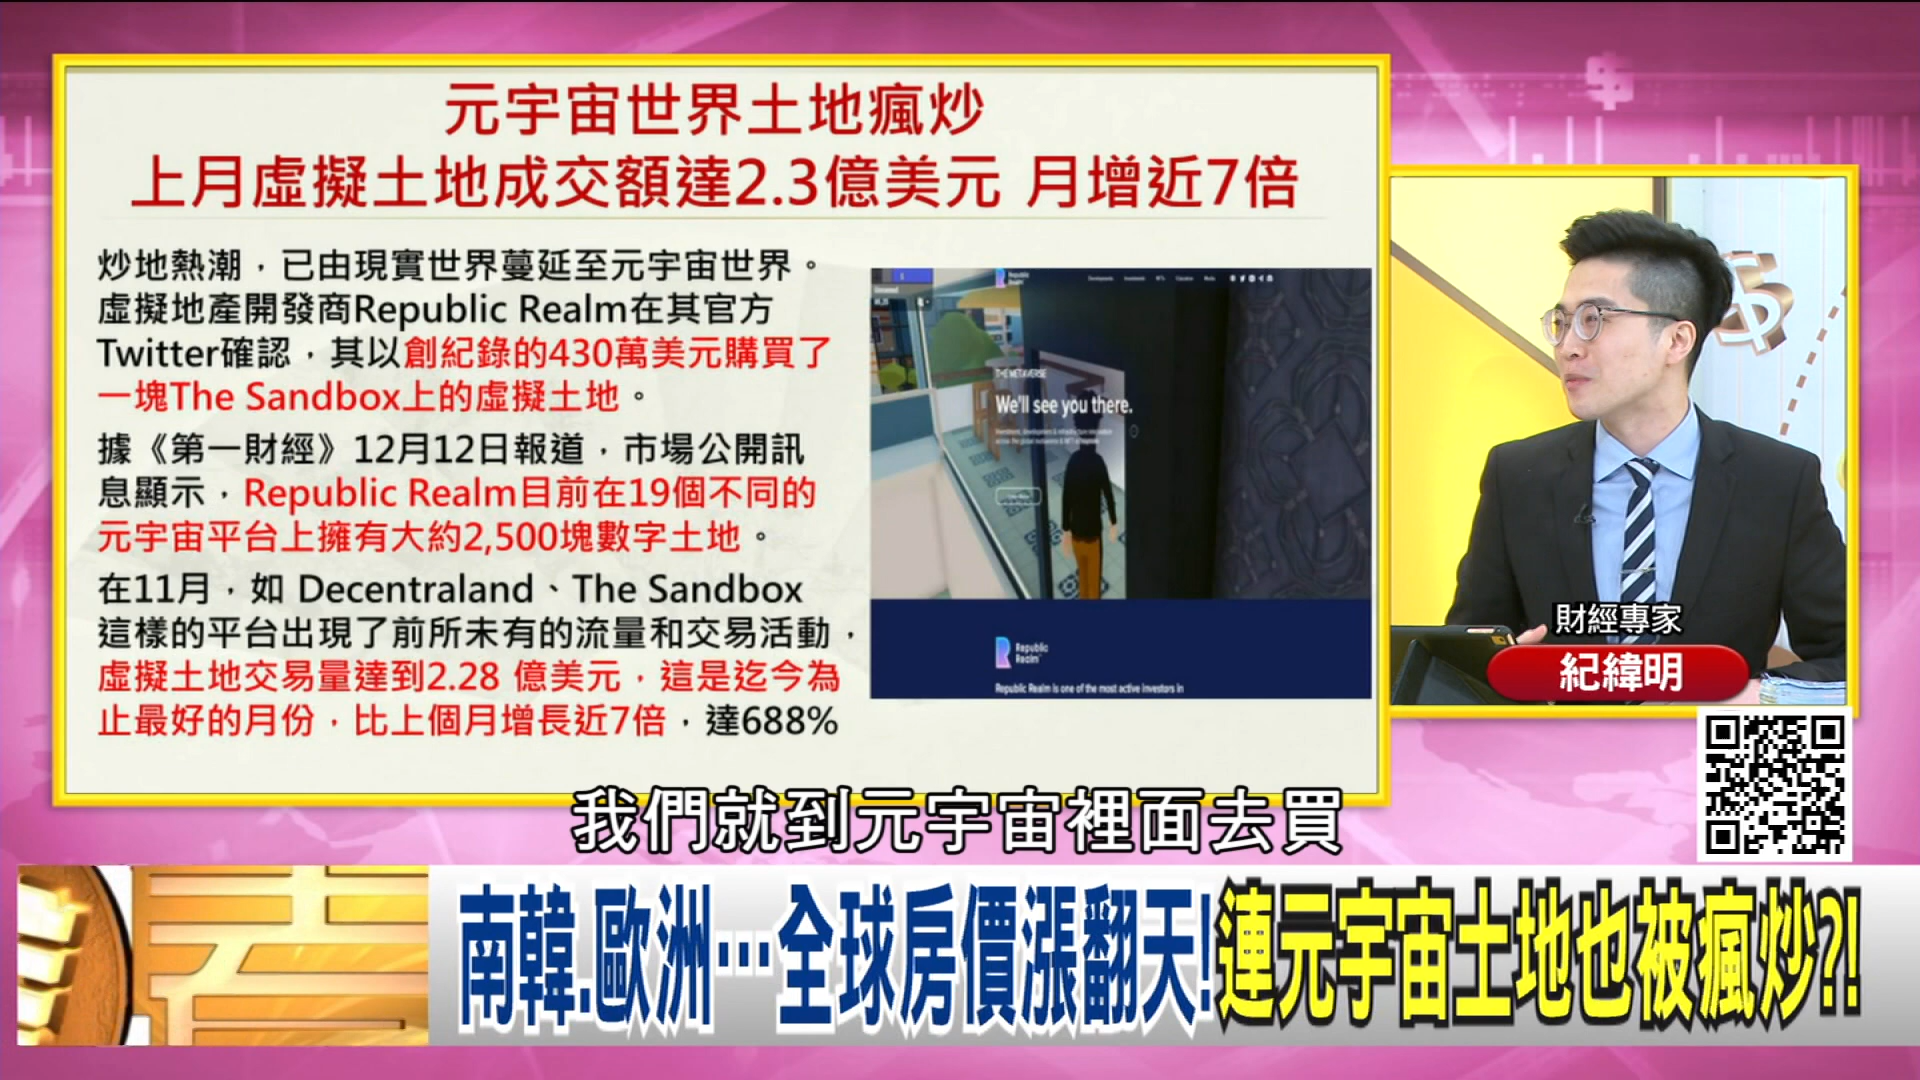 元宇宙世界土地瘋炒
上月虛擬土地成交額達2.3億美元 月增近7倍
炒地熱潮，已由現實世界蔓延至元宇宙世界。
虛擬地產開發商Republic Realm在其官方
Twitter確認，其以創紀錄的430萬美元購買了
一塊The Sandbox上的虛擬土地。
據《第一財經》12月12日報道，市場公開訊
息顯示，Republic Realm目前在19個不同的
元宇宙平台上擁有大約2,500塊數字土地。
在11月，如 Decentraland、The Sandbox
這樣的平台出現了前所未有的流量和交易活動，
虛擬土地交易量達到2.28 億美元，這是迄今為
止最好的月份，比上個月增長近7倍，達688%
Republic
Realm
THE METAVERSE
We'll see you there.
Republic
Realm
Republic Realm is one of the most active investors in
財經專家
紀緯明
我們就到元宇宙裡面去買
南韓.歐洲…全球房價漲翻天!連元宇宙土地也被瘋炒?!